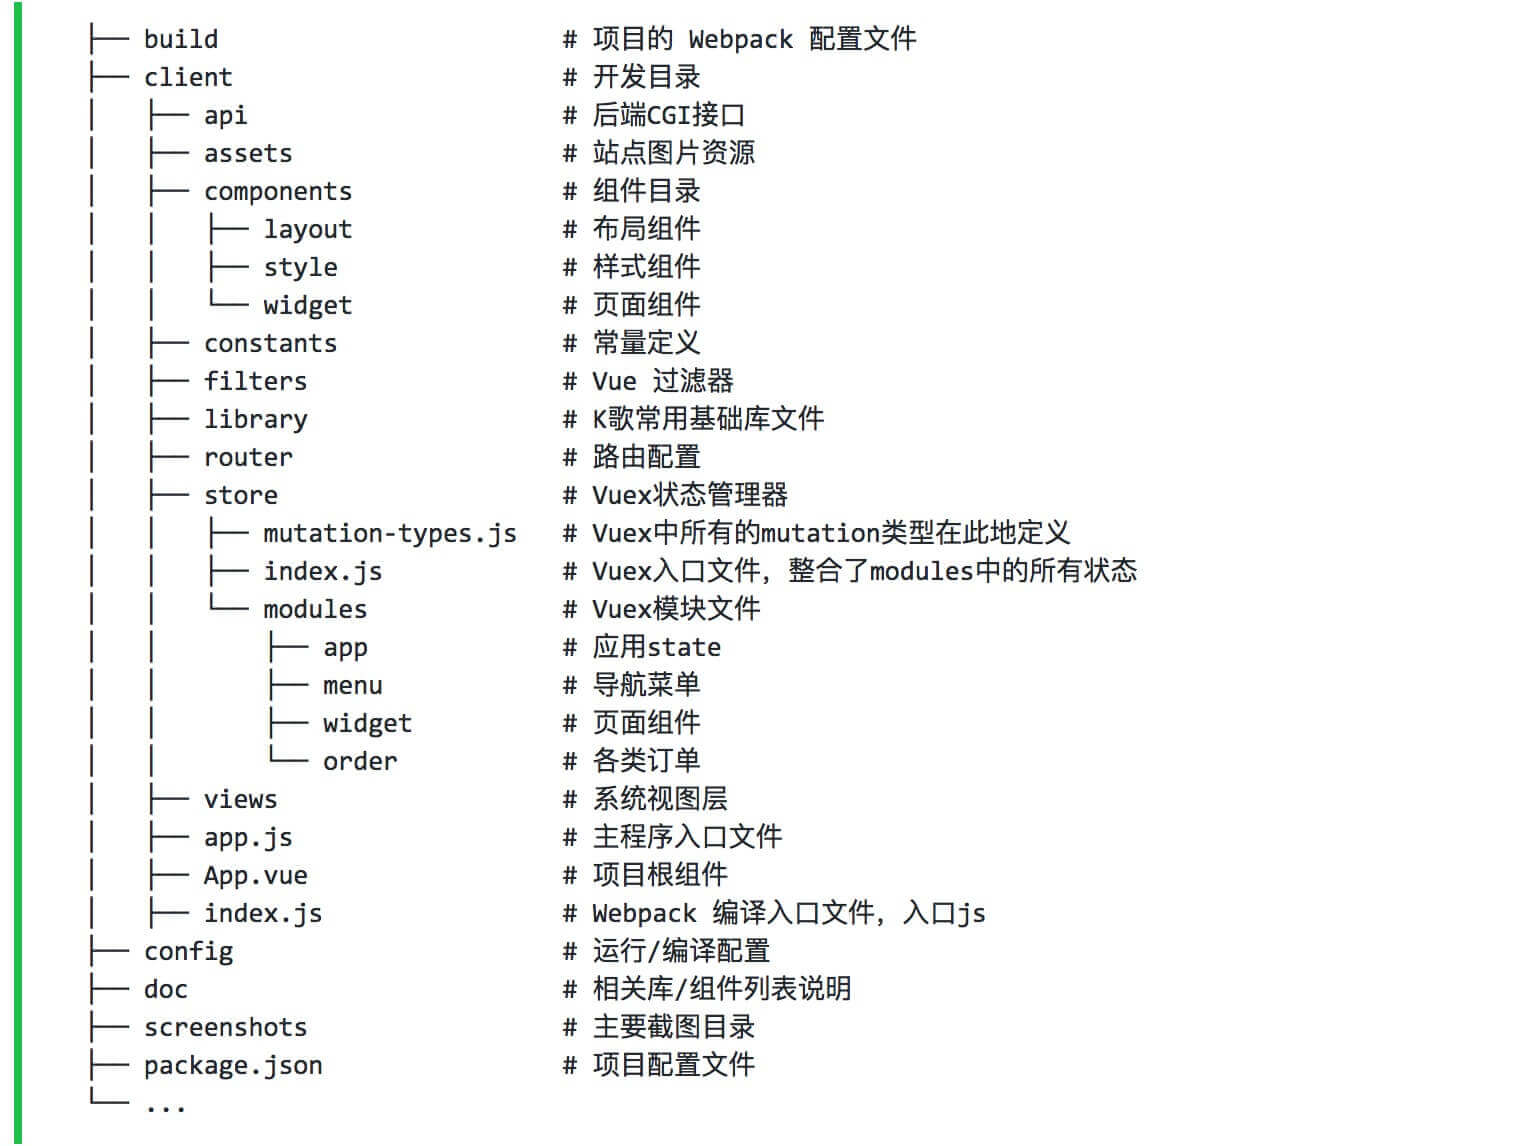 ├── build                            # 项目的 Webpack 配置文件
├── client                           # 开发目录
│   ├── api                          # 后端CGI接口
│   ├── assets                       # 站点图片资源
│   ├── components                   # 组件目录
│   │   ├── layout                   # 布局组件
│   │   ├── style                    # 样式组件
│   │   └── widget                   # 页面组件
│   ├── constants                    # 常量定义
│   ├── filters                      # Vue 过滤器
│   ├── library                      # K歌常用基础库文件
│   ├── router                       # 路由配置
│   ├── store                        # Vuex状态管理器
│   │   ├── mutation-types.js        # Vuex中所有的mutation类型在此地定义
│   │   ├── index.js                 # Vuex入口文件，整合了modules中的所有状态
│   │   └── modules                  # Vuex模块文件
│   │       ├── app                  # 应用state
│   │       ├── menu                 # 导航菜单
│   │       ├── widget               # 页面组件
│   │       └── order                # 各类订单
│   ├── views                        # 系统视图层
│   ├── app.js                       # 主程序入口文件
│   ├── App.vue                      # 项目根组件
│   ├── index.js                     # Webpack 编译入口文件，入口js
├── config                           # 运行/编译配置
├── doc                              # 相关库/组件列表说明
├── screenshots                      # 主要截图目录
├── package.json                     # 项目配置文件
└── ...